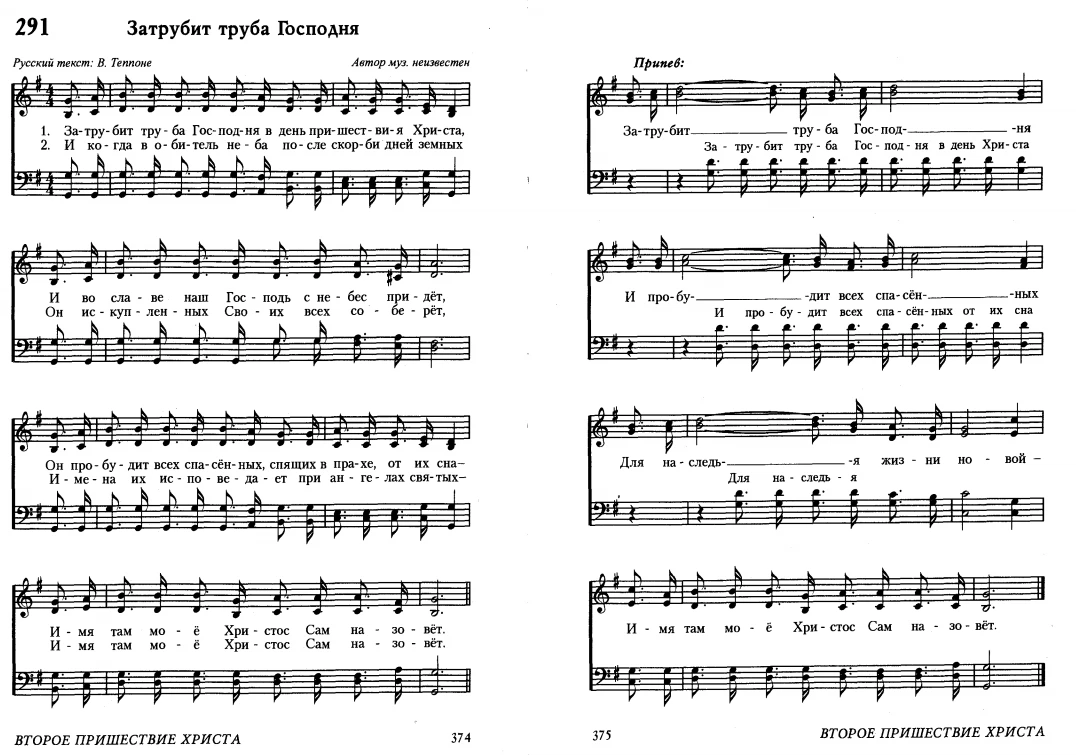 291 Затрубит труба Господня
Русский текст: В. Теппоне Автор муз. неизвестен
1. За-тру-бит тру-ба Гос-под-ня в день при-шест-ви-я Хри-ста,
2. И ко-гда в о-би-тель не-ба по-сле скор-би дней земных
И во сла-ве наш Гос-подь с не-бес при-дёт,
Он ис-куп-лен-ных Сво-их всех со-бе-рёт,
Он про-бу-дит всех спа-сён-ных, спящих в пра-хе, от их сна—
И-ме-на их ис-по-ве-да-ет при ан-ге-лах свя-тых—
И-мя там мо-ё Хри-стос Сам на-зо-вёт.
И-мя там мо-ё Хри-стос Сам на-зо-вёт.
ВТОРОЕ ПРИШЕСТВИЕ ХРИСТА 374
Припев:
За-тру-бит тру-ба Гос-под- -ня
За-тру-бит тру-ба Гос-под-ня в день Хри-ста
И про-бу- -дит всех спа-сён- -ных
И про-бу-дит всех спа-сён-ных от их сна
Для на-следь- -я жиз-ни но-вой—
Для на-следь-я
И-мя там мо-ё Хри-стос Сам на-зо-вёт.
375 ВТОРОЕ ПРИШЕСТВИЕ ХРИСТА